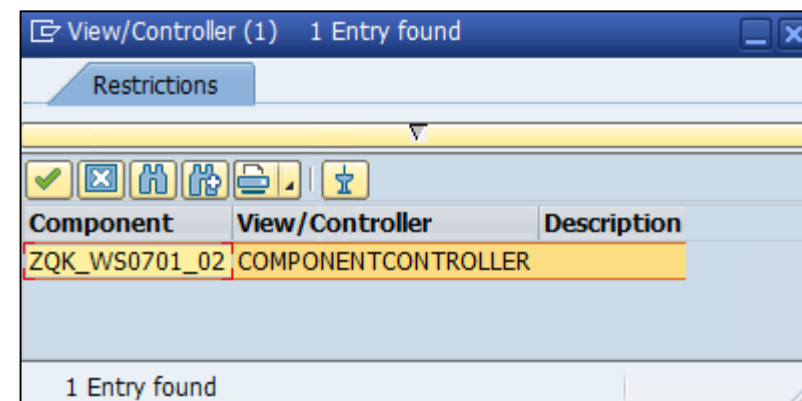 View/Controller (1) 1 Entry found
Restrictions
Component View/Controller Description
ZQK_WS0701_02 COMPONENTCONTROLLER
1 Entry found